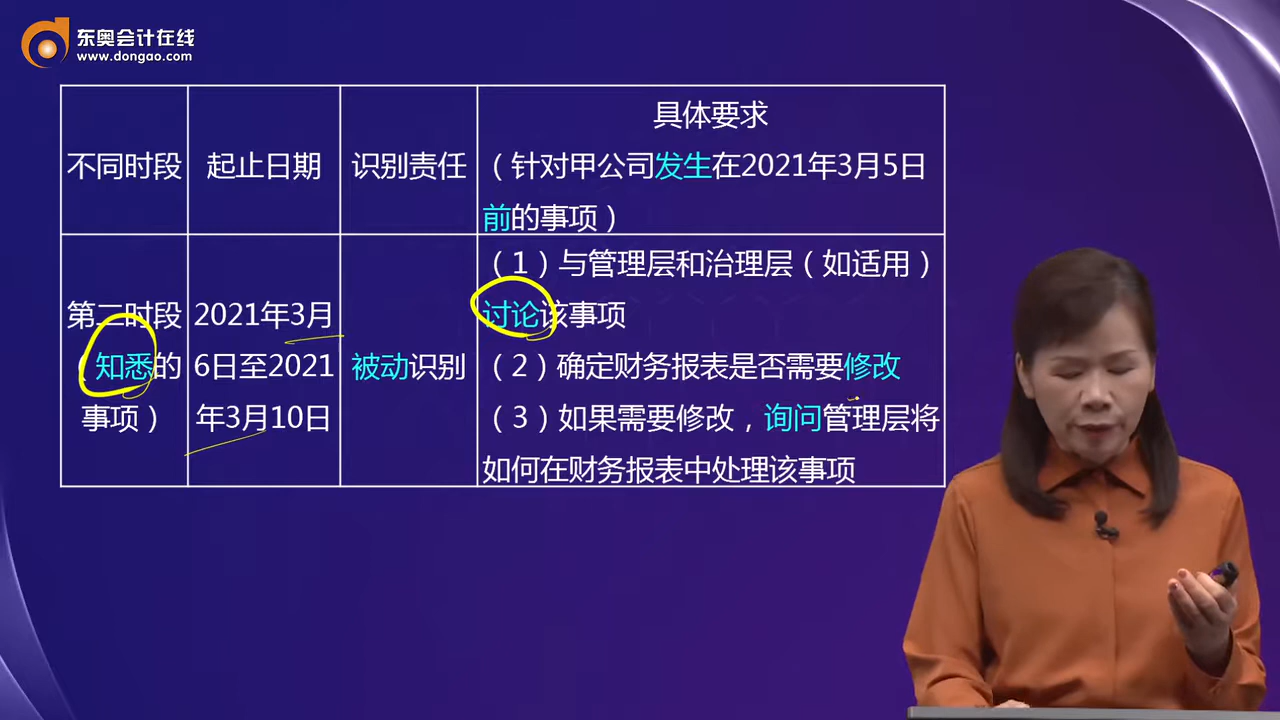 东奥会计在线
www.dongao.com
不同时段
起止日期
识别责任
具体要求
（针对甲公司发生在2021年3月5日
前的事项）
第二时段
（知悉的
事项）
2021年3月
6日至2021
年3月10日
被动识别
（1）与管理层和治理层（如适用）
讨论该事项
（2）确定财务报表是否需要修改
（3）如果需要修改，询问管理层将
如何在财务报表中处理该事项